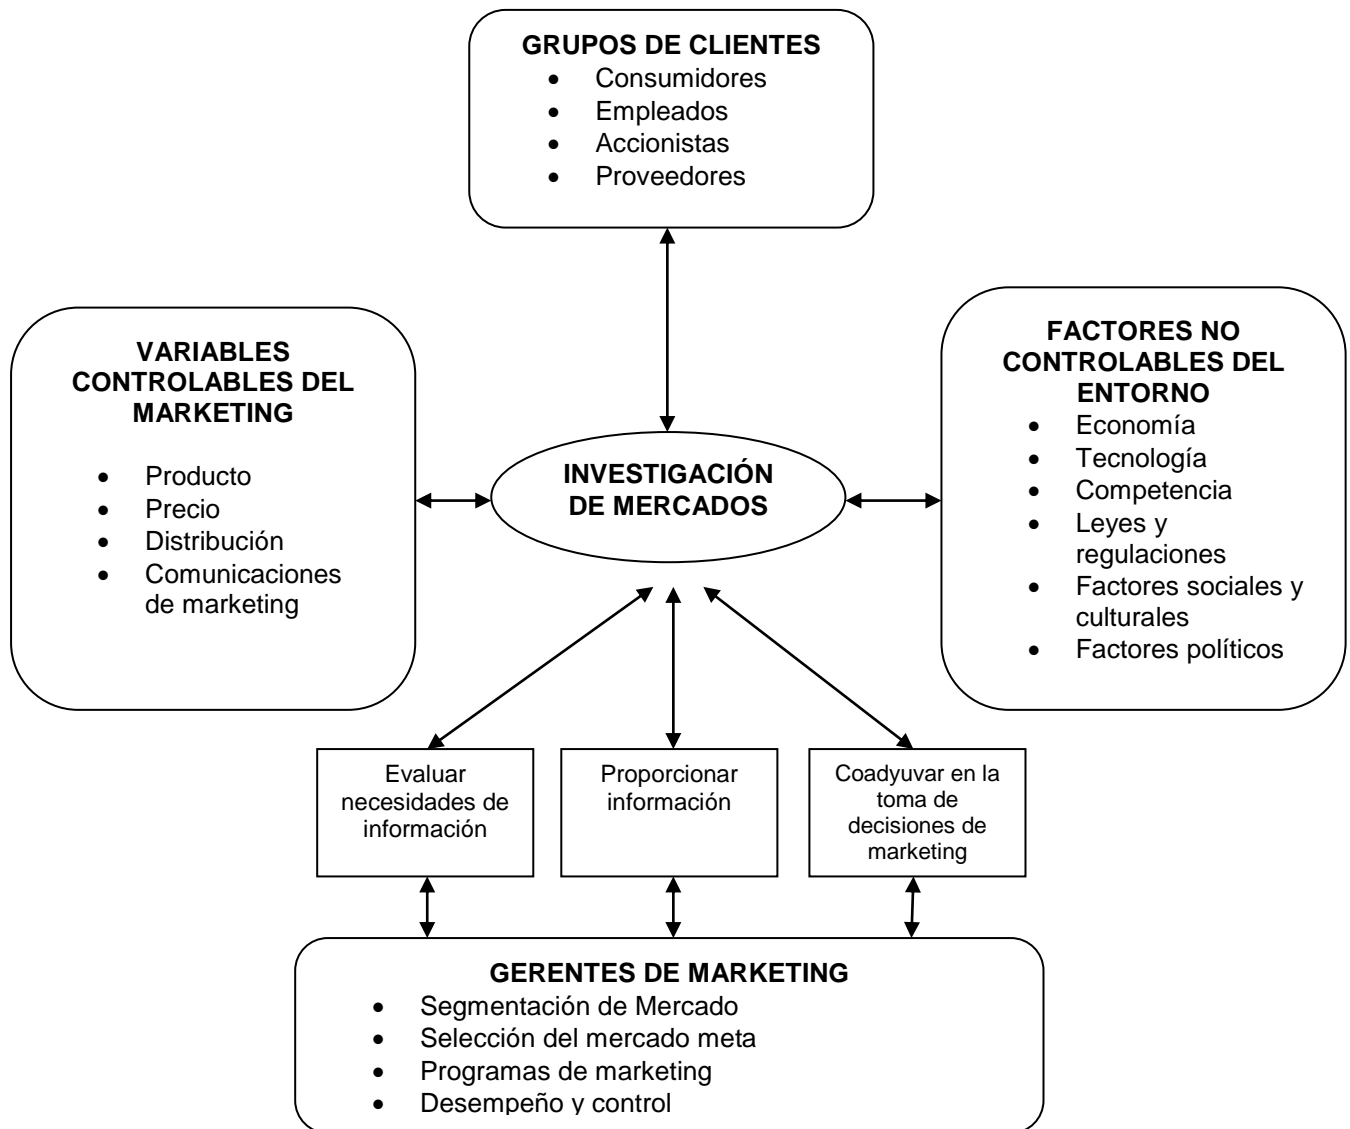 GRUPOS DE CLIENTES
• Consumidores
• Empleados
• Accionistas
• Proveedores
VARIABLES
CONTROLABLES DEL
MARKETING
• Producto
• Precio
• Distribución
• Comunicaciones
de marketing
INVESTIGACIÓN
DE MERCADOS
FACTORES NO
CONTROLABLES DEL
ENTORNO
• Economía
• Tecnología
• Competencia
• Leyes y
regulaciones
• Factores sociales y
culturales
• Factores políticos
Evaluar
necesidades de
información
Proporcionar
información
Coadyuvar en la
toma de
decisiones de
marketing
GERENTES DE MARKETING
• Segmentación de Mercado
• Selección del mercado meta
• Programas de marketing
• Desempeño y control